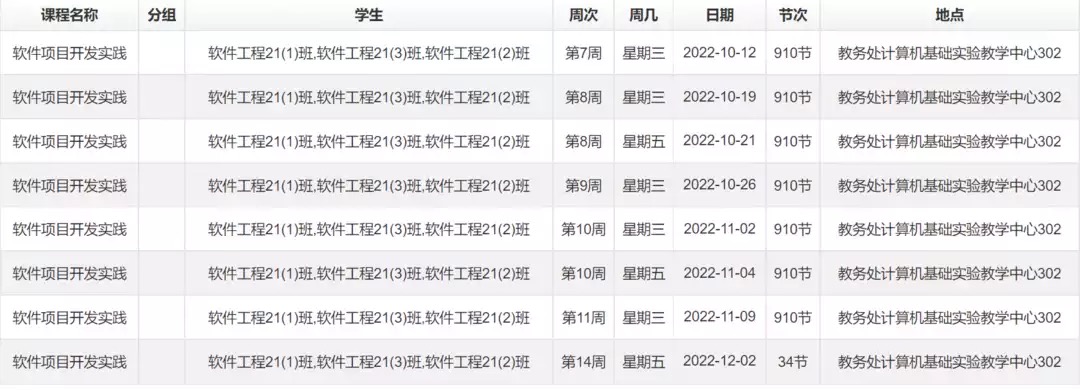 课程名称 分组 学生 周次 周几 日期 节次 地点
软件项目开发实践 软件工程21(1)班,软件工程21(3)班,软件工程21(2)班 第7周 星期三 2022-10-12 910节 教务处计算机基础实验教学中心302
软件项目开发实践 软件工程21(1)班,软件工程21(3)班,软件工程21(2)班 第8周 星期三 2022-10-19 910节 教务处计算机基础实验教学中心302
软件项目开发实践 软件工程21(1)班,软件工程21(3)班,软件工程21(2)班 第8周 星期五 2022-10-21 910节 教务处计算机基础实验教学中心302
软件项目开发实践 软件工程21(1)班,软件工程21(3)班,软件工程21(2)班 第9周 星期三 2022-10-26 910节 教务处计算机基础实验教学中心302
软件项目开发实践 软件工程21(1)班,软件工程21(3)班,软件工程21(2)班 第10周 星期三 2022-11-02 910节 教务处计算机基础实验教学中心302
软件项目开发实践 软件工程21(1)班,软件工程21(3)班,软件工程21(2)班 第10周 星期五 2022-11-04 910节 教务处计算机基础实验教学中心302
软件项目开发实践 软件工程21(1)班,软件工程21(3)班,软件工程21(2)班 第11周 星期三 2022-11-09 910节 教务处计算机基础实验教学中心302
软件项目开发实践 软件工程21(1)班,软件工程21(3)班,软件工程21(2)班 第14周 星期五 2022-12-02 34节 教务处计算机基础实验教学中心302